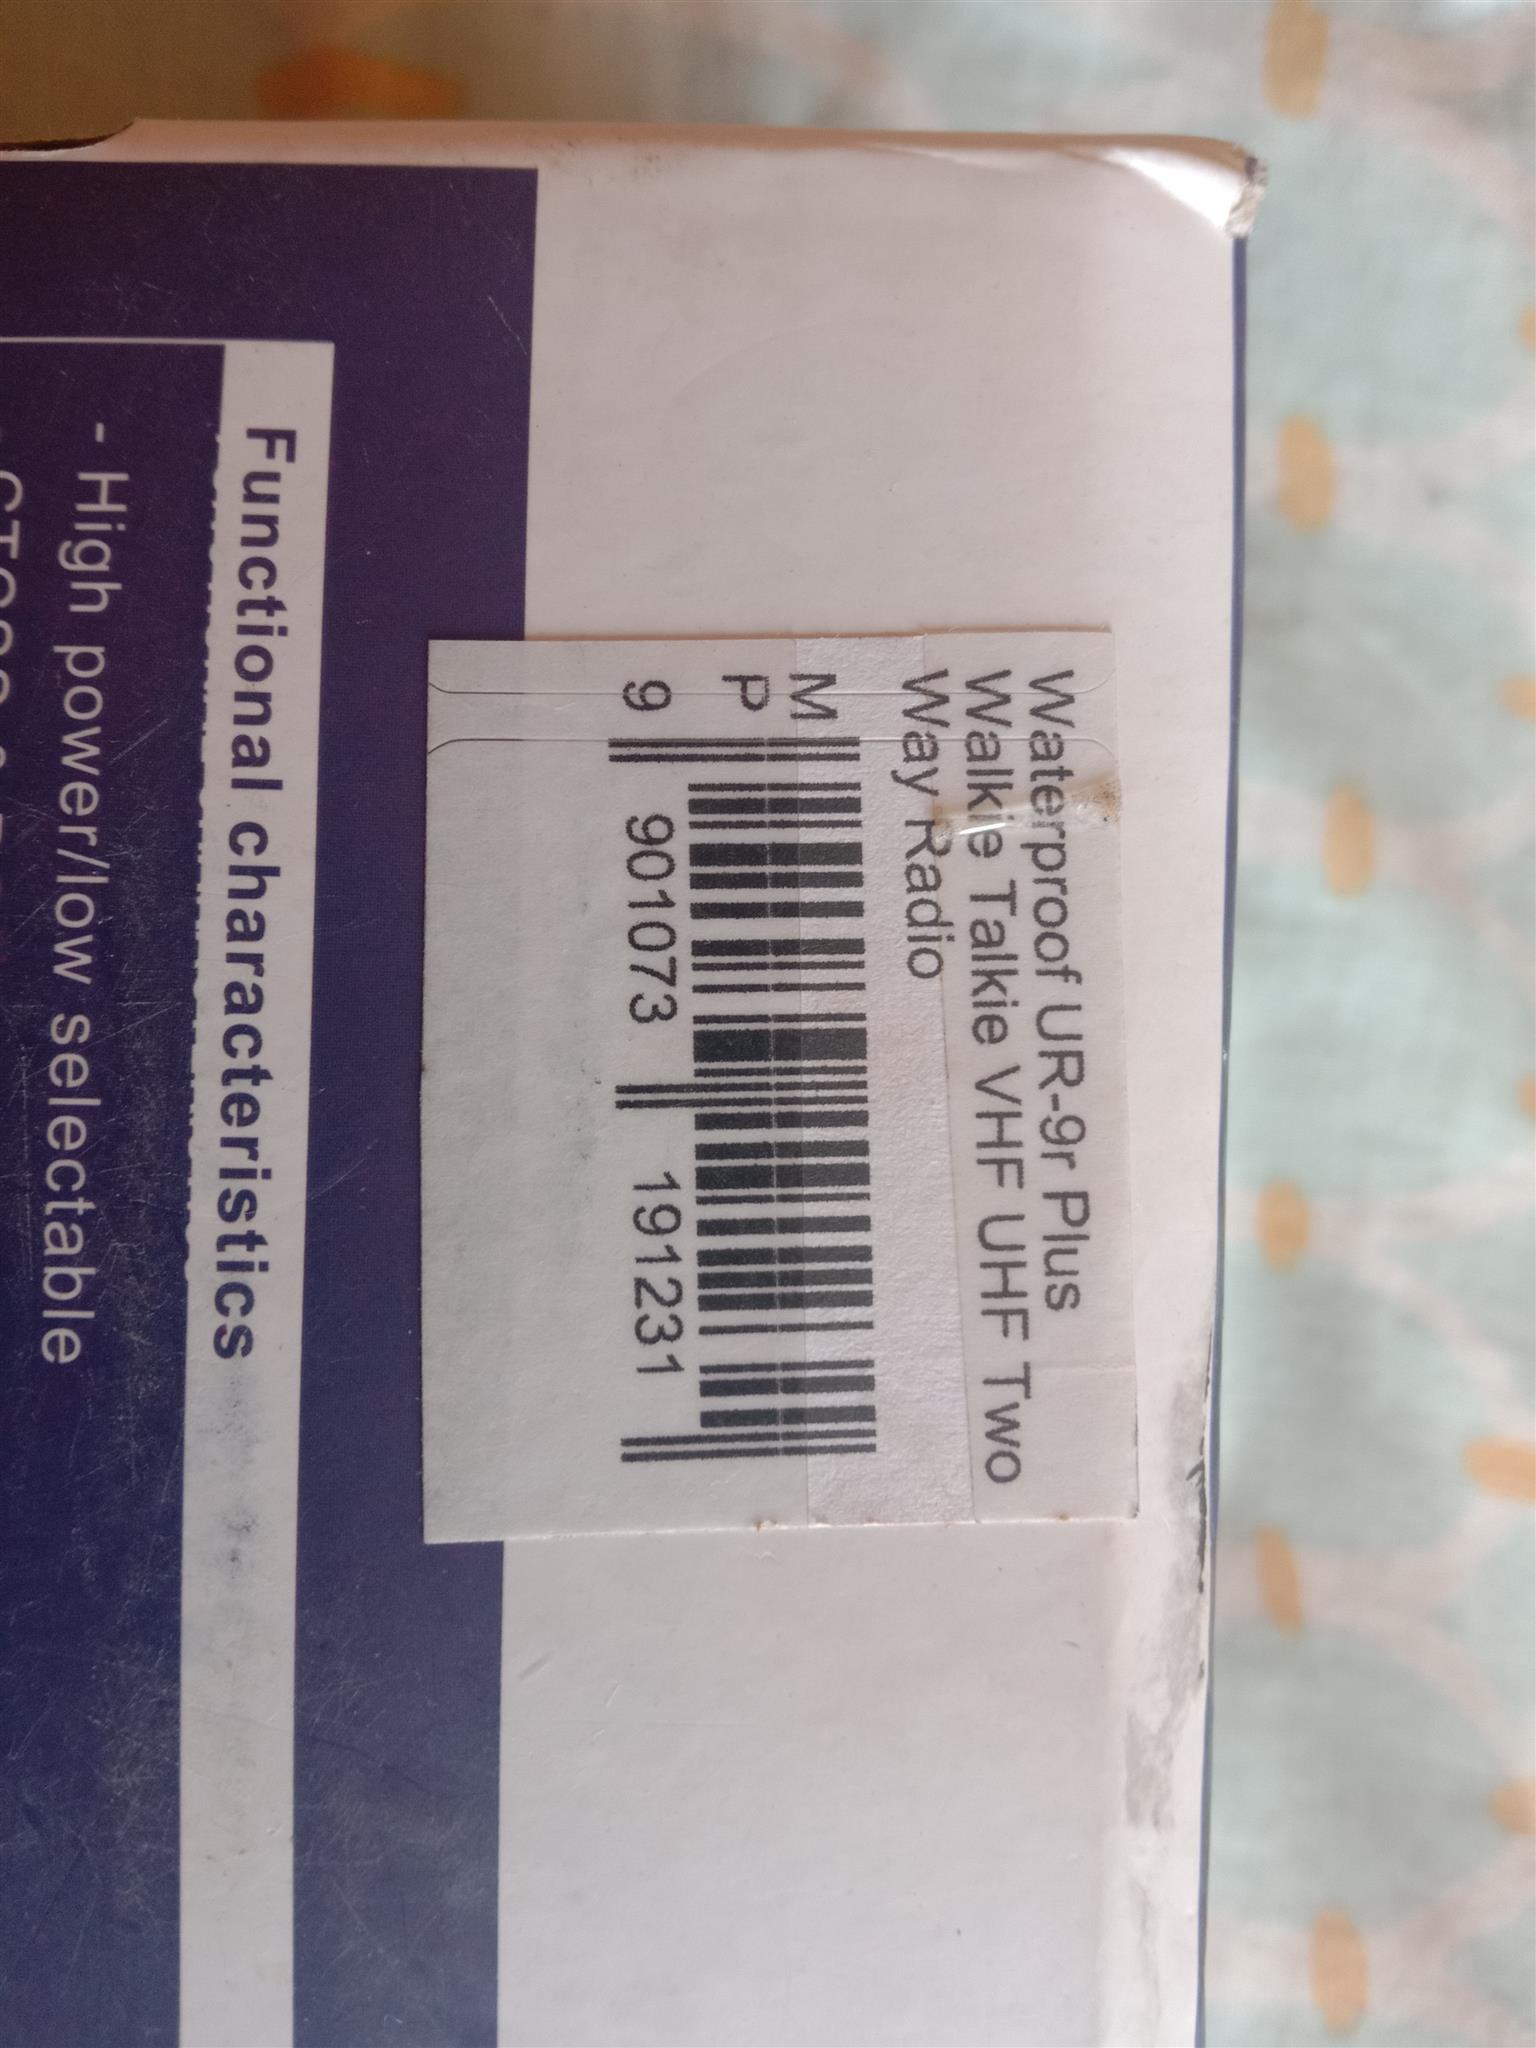 Waterproof UR-9r Plus
Walkie Talkie VHF UHF Two
Way Radio
M
P
9 901073 191231
Functional characteristics
- High power/low selectable